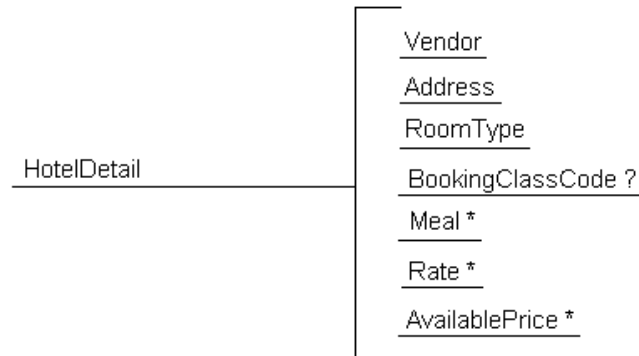 HotelDetail
Vendor
Address
RoomType
BookingClassCode ?
Meal *
Rate *
AvailablePrice *